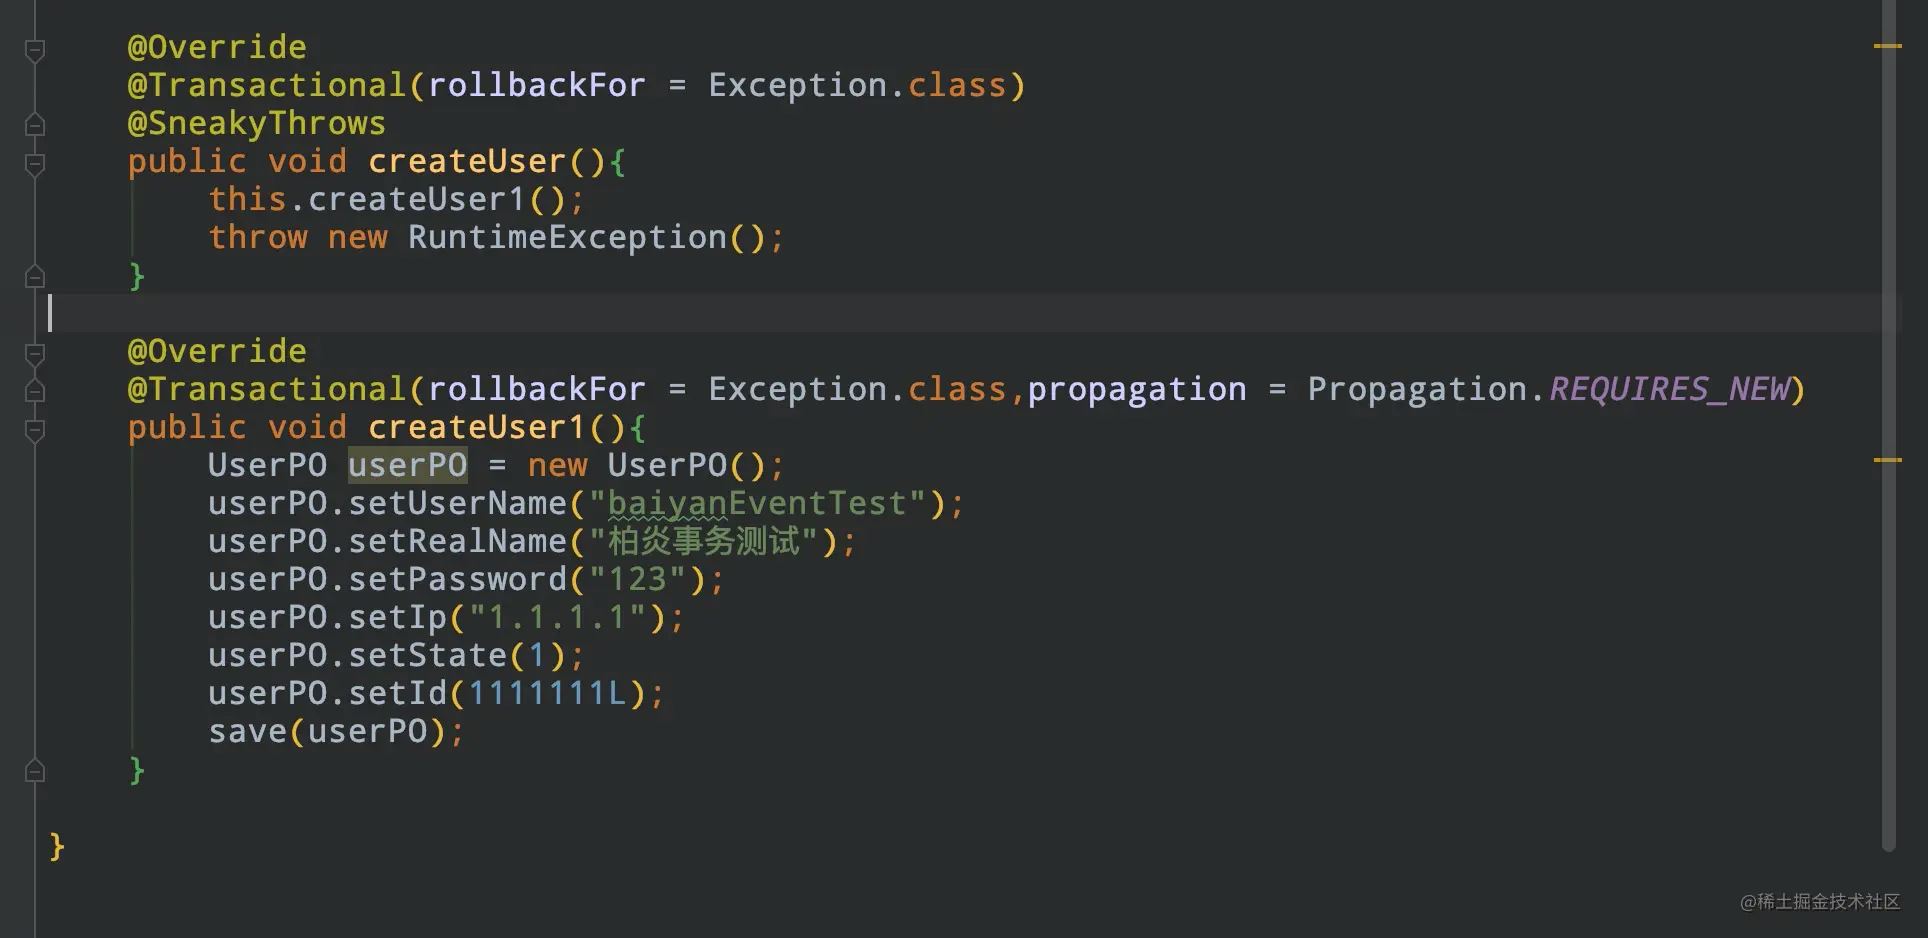 @Override
@Transactional(rollbackFor = Exception.class)
@SneakyThrows
public void createUser(){
this.createUser1();
throw new RuntimeException();
}
@Override
@Transactional(rollbackFor = Exception.class,propagation = Propagation.REQUIRES_NEW)
public void createUser1(){
UserPO userPO = new UserPO();
userPO.setUserName("baiyanEventTest");
userPO.setRealName("柏炎事务测试");
userPO.setPassword("123");
userPO.setIp("1.1.1.1");
userPO.setState(1);
userPO.setId(1111111L);
save(userPO);
}
}
@稀土掘金技术社区